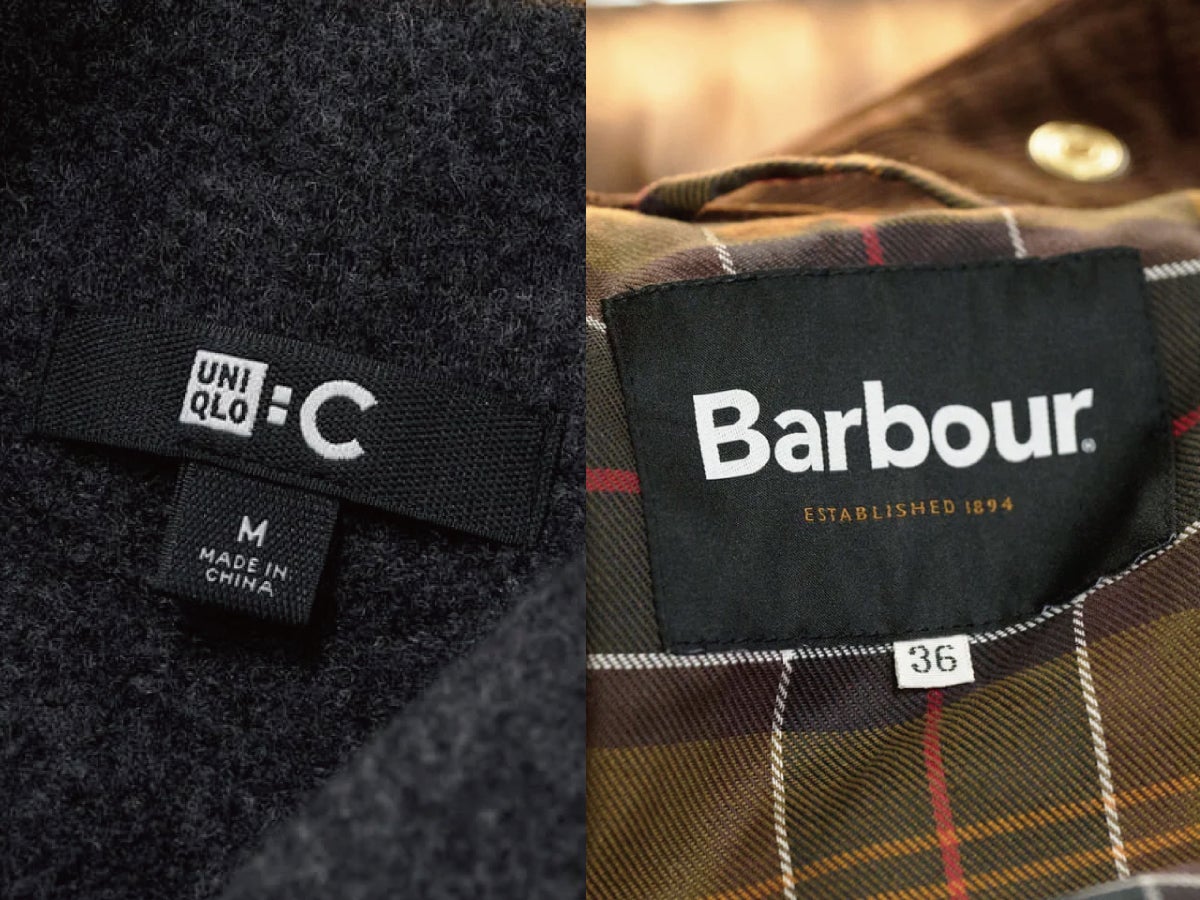 UNI
QLO
:C
M
MADE IN
CHINA
Barbour®
ESTABLISHED 1894
36